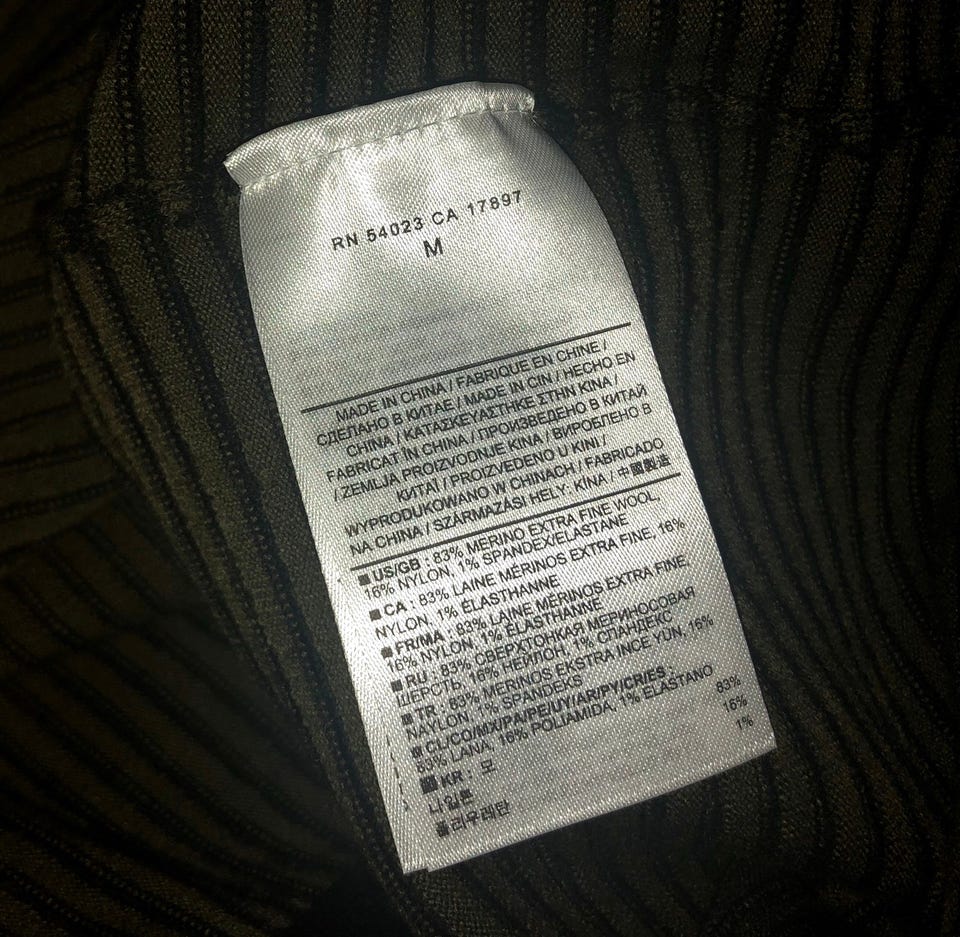 RN 54023 CA 17897
M
MADE IN CHINA / FABRIQUE EN CHINE /
СДЕЛАНО В КИТАЕ / MADE IN CIN / HECHO EN
CHINA / ΚΑΤΑΣΚΕΥΑΣΤΗΚΕ ΣΤΗΝ ΚΙΝΑ /
FABRICAT ÎN CHINA / ПРОИЗВЕДЕНО В КИТАЙ
/ ZEMLJA PROIZVODNJE KINA / ВИРОБЛЕНО В
КИТАЇ / PROIZVEDENO U KINI /
WYPRODUKOWANO W CHINACH / FABRICADO
NA CHINA / SZÁRMAZÁSI HELY: KÍNA / 中國製造
US/GB : 83% MERINO EXTRA FINE WOOL,
16% NYLON, 1% SPANDEX/ELASTANE
CA : 83% LAINE MÉRINOS EXTRA FINE, 16%
NYLON, 1% ÉLASTHANNE
FR/MA : 83% LAINE MÉRINOS EXTRA FINE,
16% NYLON, 1% ÉLASTHANNE
RU : 83% СВЕРХТОНКАЯ МЕРИНОСОВАЯ
ШЕРСТЬ, 16% НЕЙЛОН, 1% СПАНДЕКС
TR : 83% MERINOS EKSTRA INCE YÜN, 16%
NAYLON, 1% SPANDEKS
CL/CO/MX/PA/PE/UY/AR/PY/CR/ES :
83% LANA, 16% POLIAMIDA, 1% ELASTANO
KR : 모 83%
나일론 16%
폴리우레탄 1%